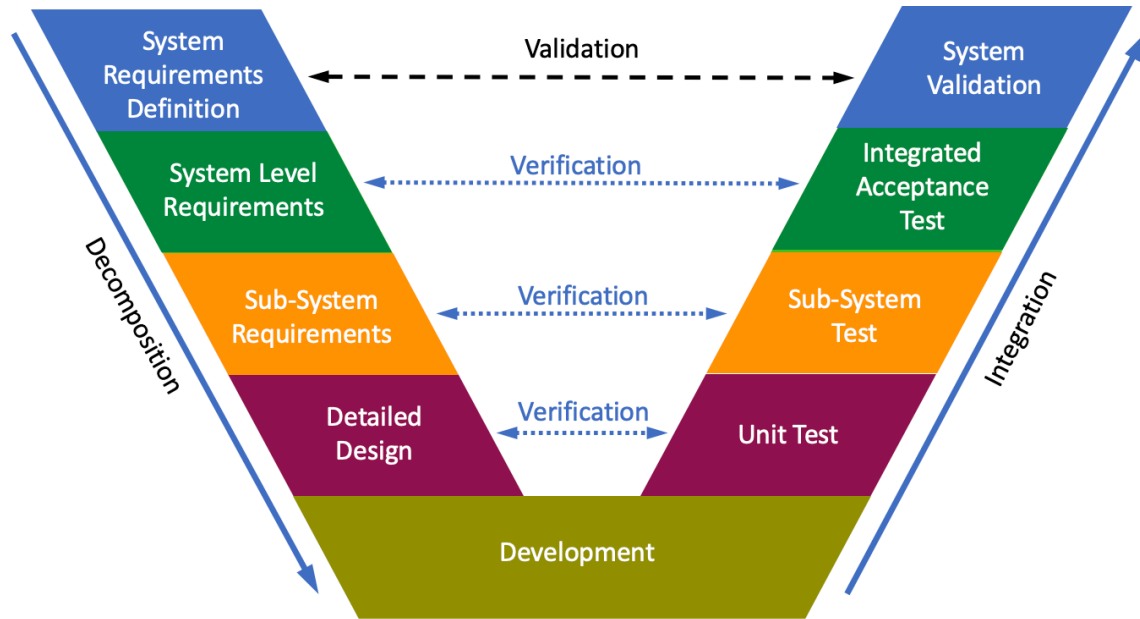 System
Requirements
Definition
Validation
System
Validation
System Level
Requirements
Verification
Integrated
Acceptance
Test
Decomposition
Sub-System
Requirements
Verification
Sub-System
Test
Integration
Detailed
Design
Verification
Unit Test
Development